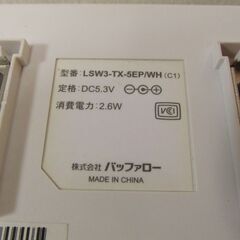 型番：LSW3-TX-5EP/WH (C1)
定格：DC5.3V
消費電力：2.6W
VCCI
株式会社 バッファロー
MADE IN CHINA